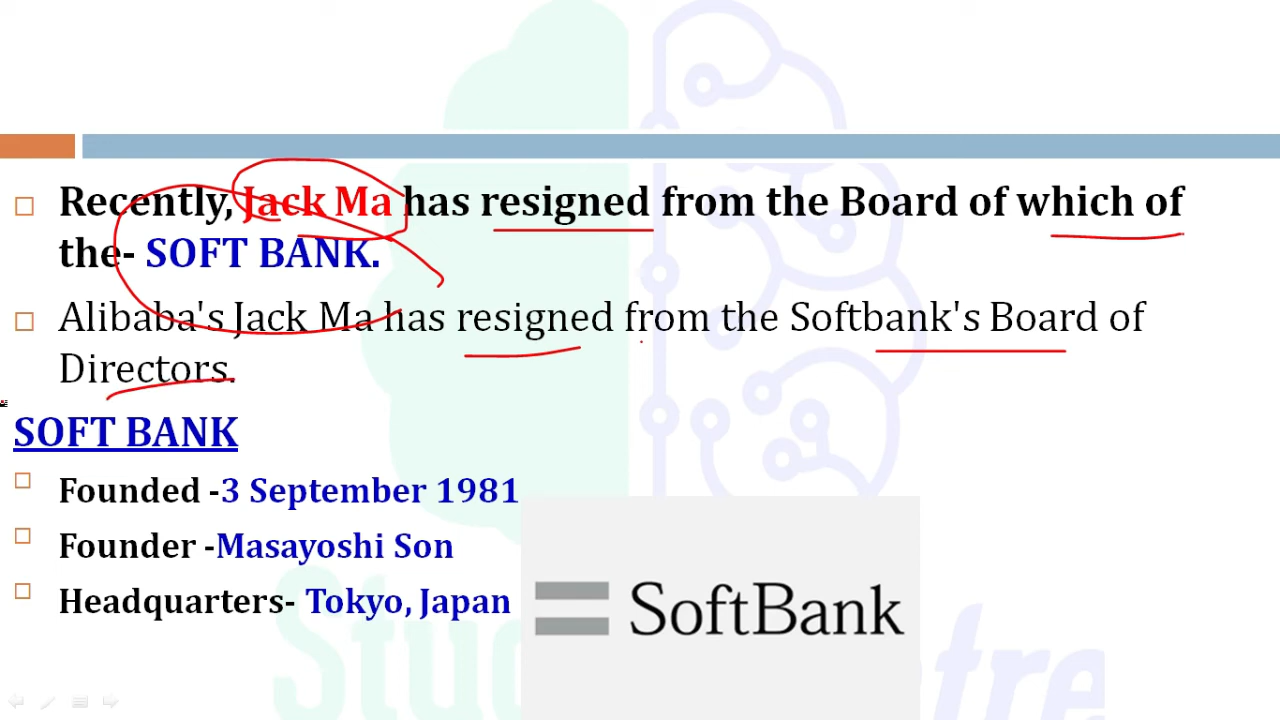 Recently, Jack Ma has resigned from the Board of which of
the- SOFT BANK.
Alibaba's Jack Ma has resigned from the Softbank's Board of
Directors.
SOFT BANK
Founded -3 September 1981
Founder -Masayoshi Son
Headquarters- Tokyo, Japan
SoftBank